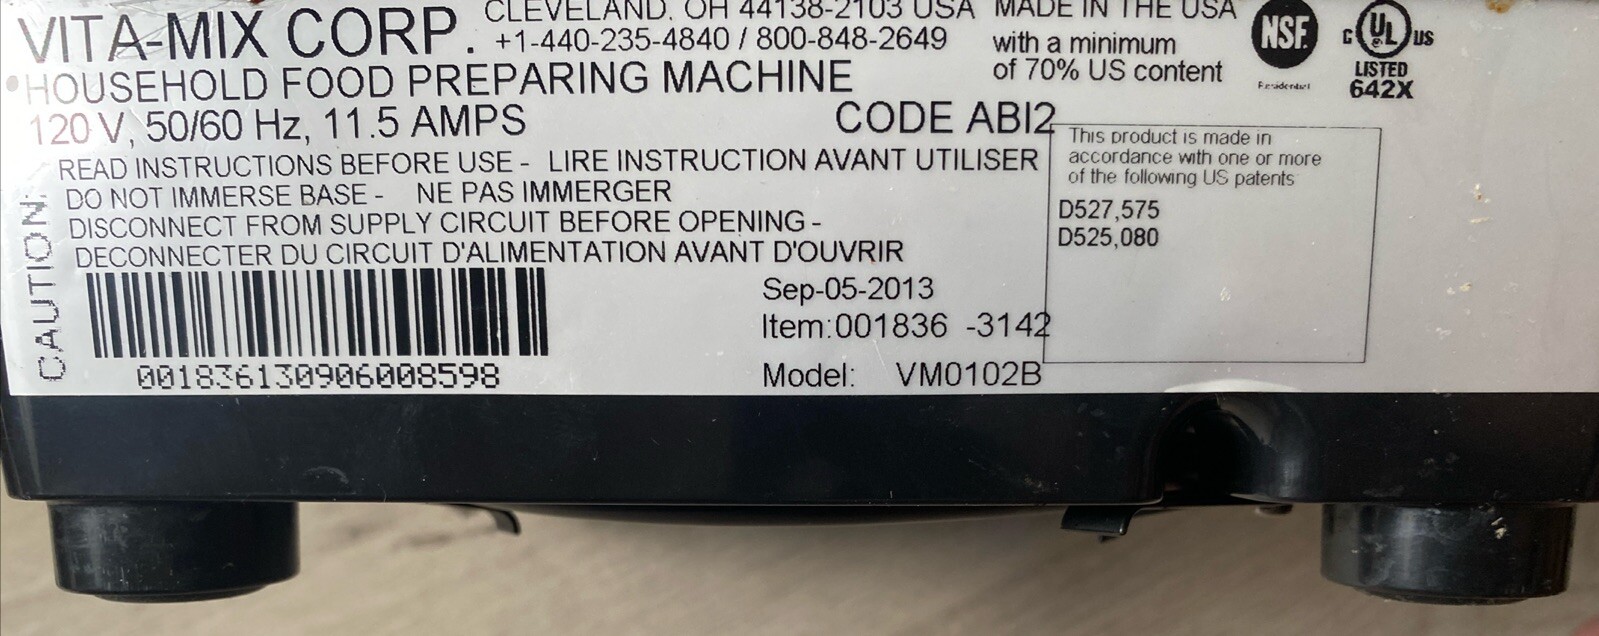 VITA-MIX CORP.
CLEVELAND, OH 44138-2103 USA
+1-440-235-4840 / 800-848-2649
MADE IN THE USA
with a minimum
of 70% US content
NSF.
Residential
C UL US
LISTED
642X
HOUSEHOLD FOOD PREPARING MACHINE
120 V, 50/60 Hz, 11.5 AMPS
CODE ABI2
CAUTION:
READ INSTRUCTIONS BEFORE USE - LIRE INSTRUCTION AVANT UTILISER
DO NOT IMMERSE BASE - NE PAS IMMERGER
DISCONNECT FROM SUPPLY CIRCUIT BEFORE OPENING -
DECONNECTER DU CIRCUIT D'ALIMENTATION AVANT D'OUVRIR
This product is made in
accordance with one or more
of the following US patents
D527,575
D525,080
Sep-05-2013
Item:001836 -3142
Model: VM0102B
001836130906008598